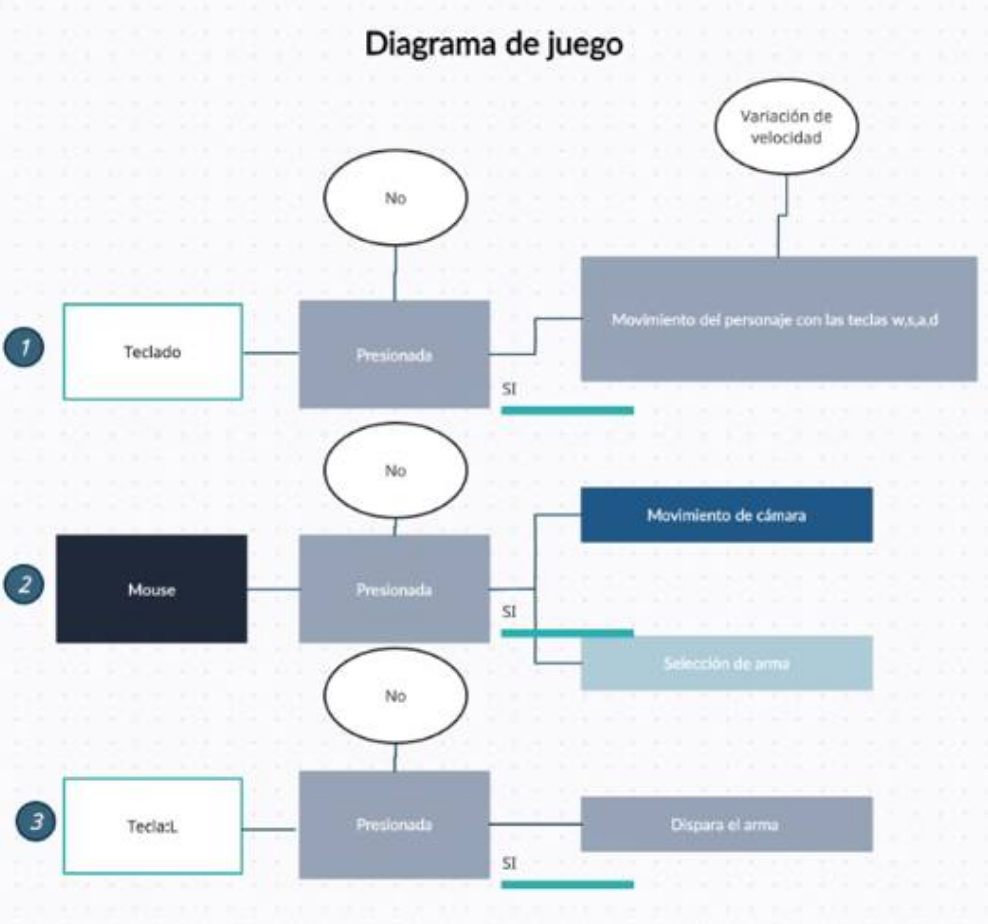 Diagrama de juego
Variación de
velocidad
No
1
Teclado
Presionada
Movimiento del personaje con las teclas w,s,a,d
SI
No
2
Mouse
Presionada
Movimiento de cámara
SI
Selección de arma
No
3
Tecla:L
Presionada
Dispara el arma
SI